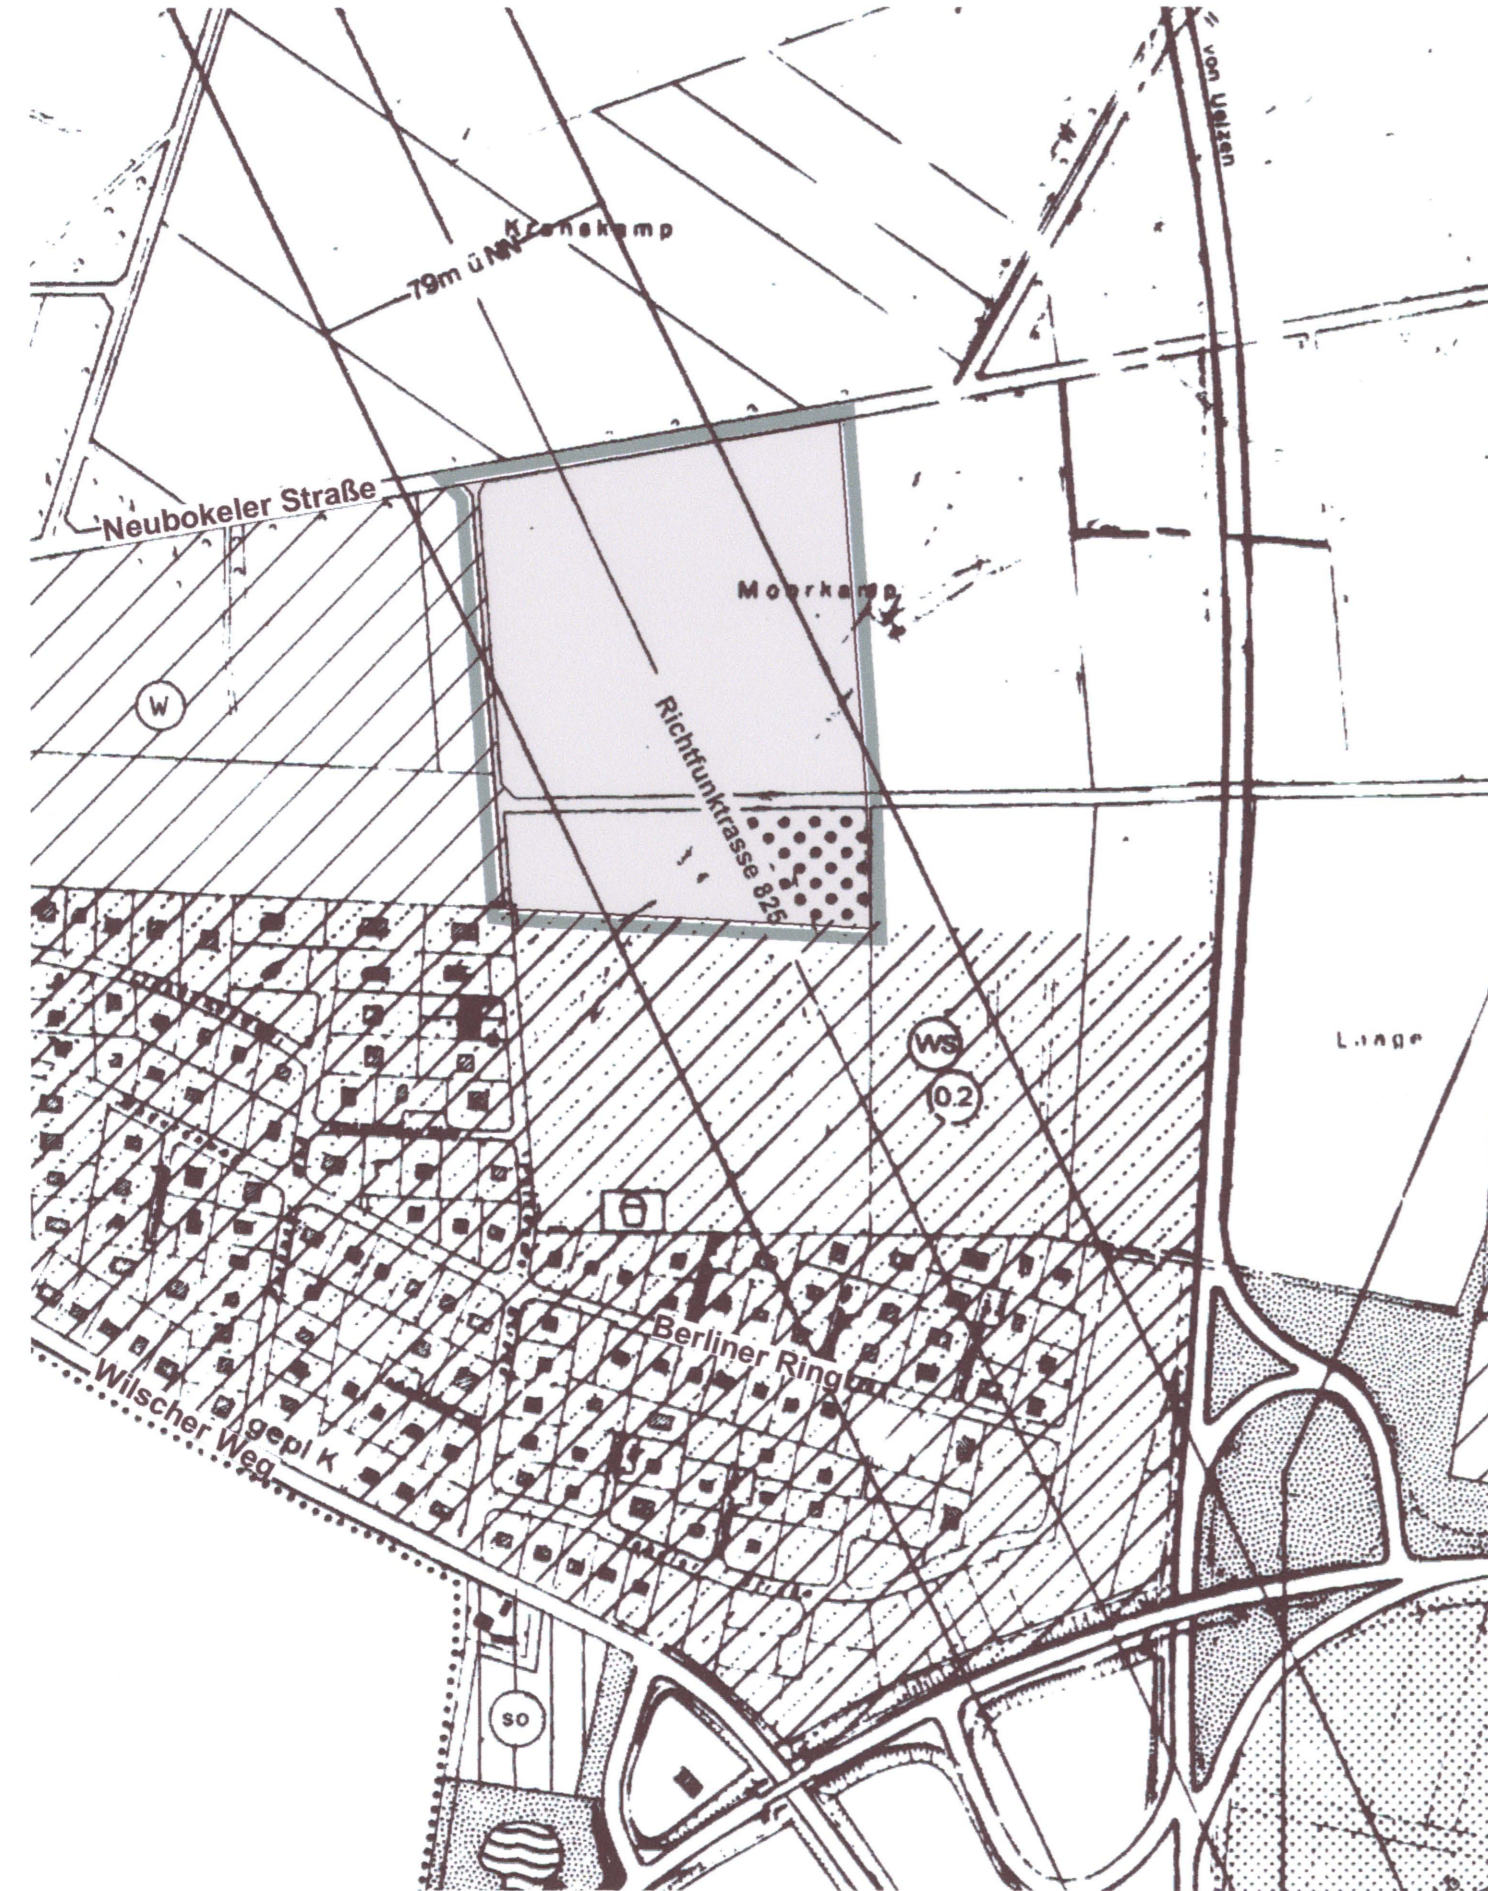 von Uelzen
Kronskamp
79m ü NN
Neubokeler Straße
Moorkamp
W
Richtfunktrasse 825
WS
Lange
0.2
Berliner Ring
Wilscher Weg
gepl K
SO